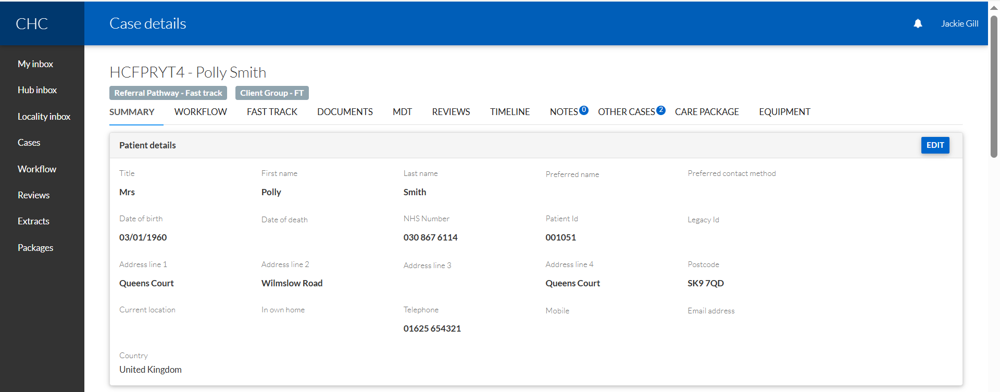 CHC
Case details
Jackie Gill
My inbox
Hub inbox
Locality inbox
Cases
Workflow
Reviews
Extracts
Packages
HCFPRYT4 - Polly Smith
Referral Pathway - Fast track
Client Group - FT
SUMMARY WORKFLOW FAST TRACK DOCUMENTS MDT REVIEWS TIMELINE NOTES 0 OTHER CASES 2 CARE PACKAGE EQUIPMENT
Patient details
EDIT
Title First name Last name Preferred name Preferred contact method
Mrs Polly Smith
Date of birth Date of death NHS Number Patient Id Legacy Id
03/01/1960 030 867 6114 001051
Address line 1 Address line 2 Address line 3 Address line 4 Postcode
Queens Court Wilmslow Road Queens Court SK9 7QD
Current location In own home Telephone Mobile Email address
01625 654321
Country
United Kingdom